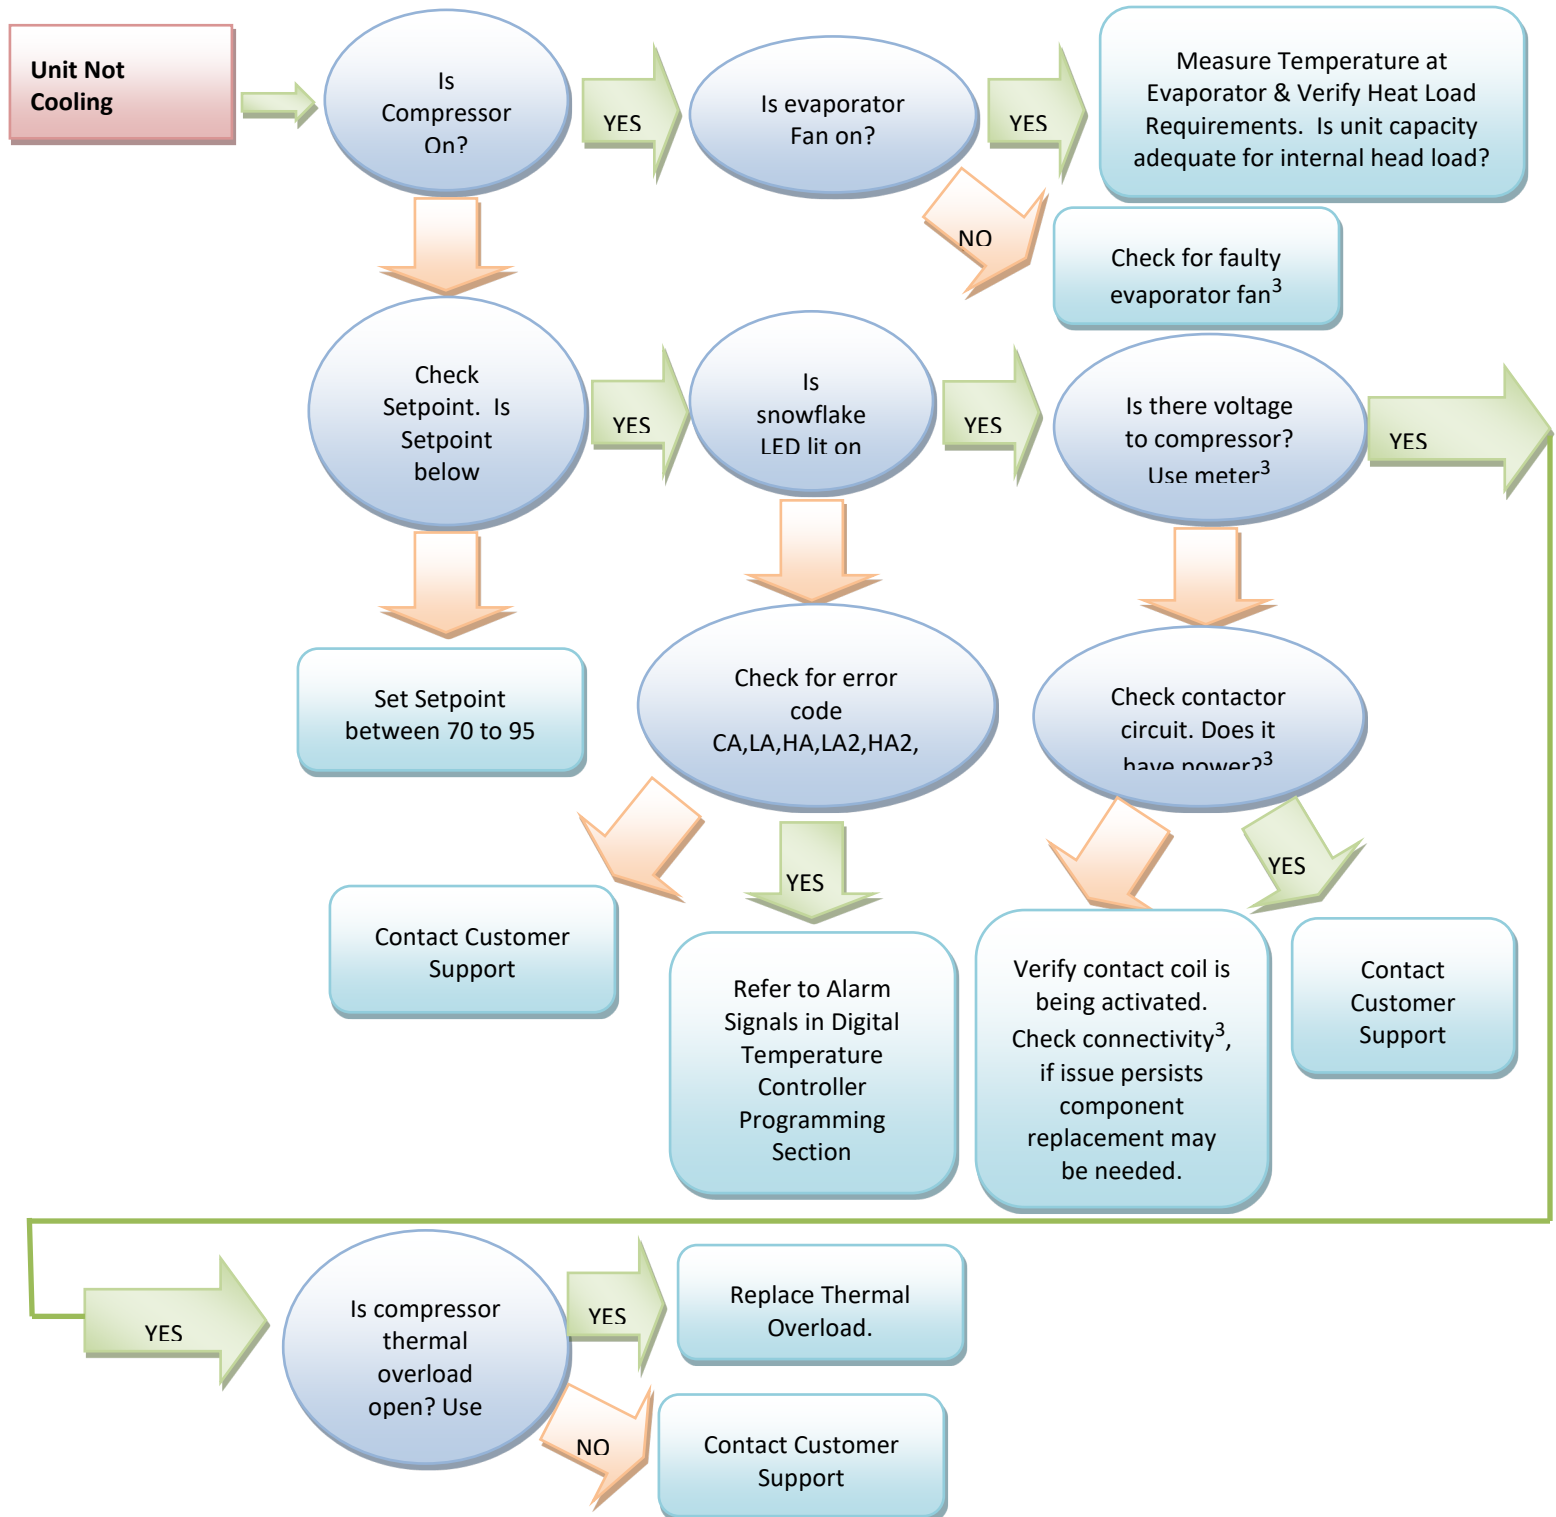 Unit Not
Cooling
Is
Compressor
On?
YES
Is evaporator
Fan on?
YES
Measure Temperature at
Evaporator & Verify Heat Load
Requirements.  Is unit capacity
adequate for internal head load?
NO
Check for faulty
evaporator fan³
Check
Setpoint.  Is
Setpoint
below
YES
Is
snowflake
LED lit on
YES
Is there voltage
to compressor?
Use meter³
YES
Set Setpoint
between 70 to 95
Check for error
code
CA,LA,HA,LA2,HA2,
Check contactor
circuit. Does it
have power?³
Contact Customer
Support
YES
Refer to Alarm
Signals in Digital
Temperature
Controller
Programming
Section
Verify contact coil is
being activated.
Check connectivity³,
if issue persists
component
replacement may
be needed.
YES
Contact
Customer
Support
YES
Is compressor
thermal
overload
open? Use
YES
Replace Thermal
Overload.
NO
Contact Customer
Support